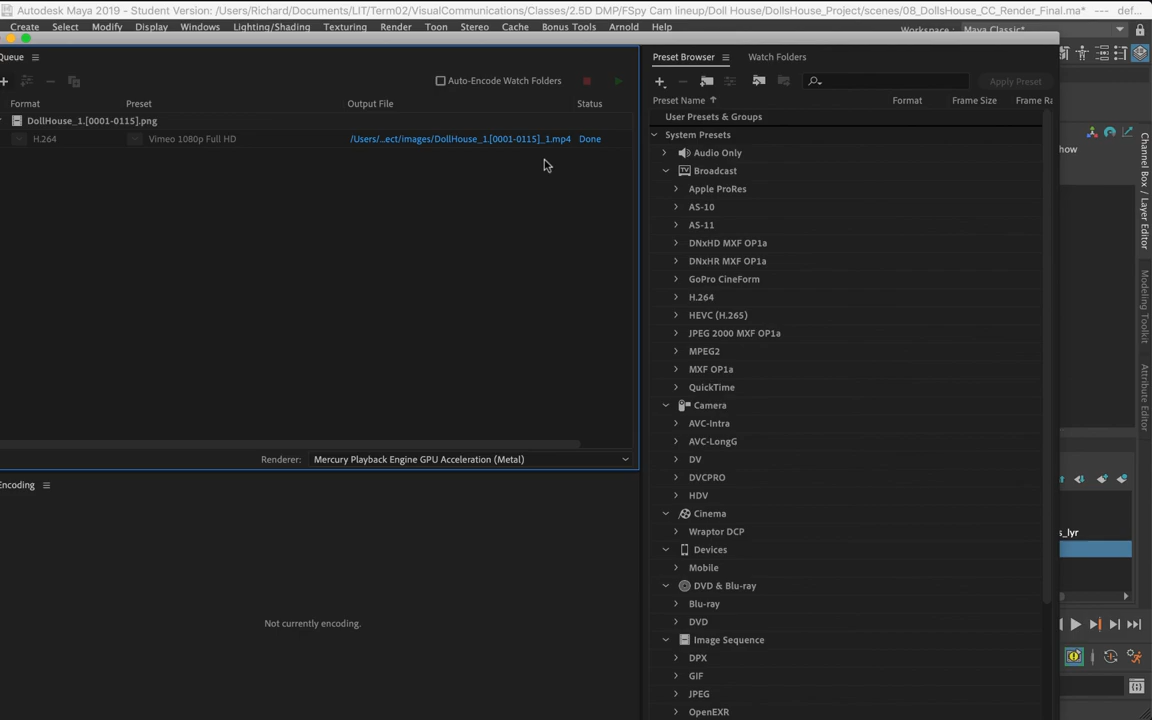 Autodesk Maya 2019 - Student Version: /Users/Richard/Documents/LIT/Term02/VisualCommunications/Classes/2.5D DMP/FSpy Cam lineup/Doll House/DollsHouse_Project/scenes/08_DollsHouse_CC_Render_Final.ma* --- def...
Create Select Modify Display Windows Lighting/Shading Texturing Render Toon Stereo Cache Bonus Tools Arnold Help Workspace : Maya Classic*
Queue
Preset Browser Watch Folders
Auto-Encode Watch Folders
Apply Preset
Format Preset Output File Status
Preset Name Format Frame Size Frame Ra
DollHouse_1.[0001-0115].png
H.264 Vimeo 1080p Full HD /Users/...ect/images/DollHouse_1.[0001-0115]_1.mp4 Done
User Presets & Groups
System Presets
Audio Only
Broadcast
Apple ProRes
AS-10
AS-11
DNxHD MXF OP1a
DNxHR MXF OP1a
GoPro CineForm
H.264
HEVC (H.265)
JPEG 2000 MXF OP1a
MPEG2
MXF OP1a
QuickTime
Camera
AVC-Intra
AVC-LongG
DV
DVCPRO
HDV
Cinema
Wraptor DCP
Devices
Mobile
DVD & Blu-ray
Blu-ray
DVD
Image Sequence
DPX
GIF
JPEG
OpenEXR
Renderer: Mercury Playback Engine GPU Acceleration (Metal)
Encoding
Not currently encoding.
how
s_lyr
Channel Box / Layer Editor
Modeling Toolkit
Attribute Editor